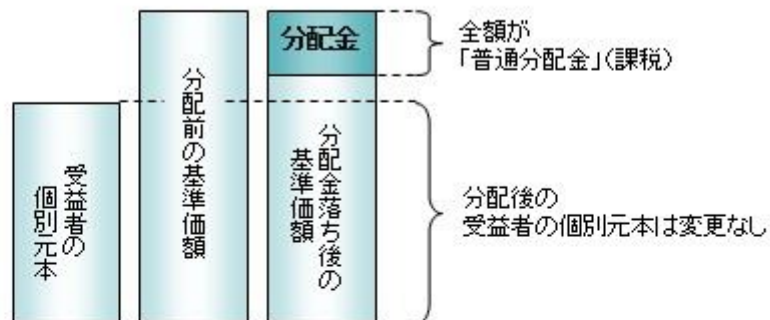 受益者の
個別元本
分配前の基準価額
分配金
分配金落ち後の
基準価額
全額が
「普通分配金」(課税)
分配後の
受益者の個別元本は変更なし